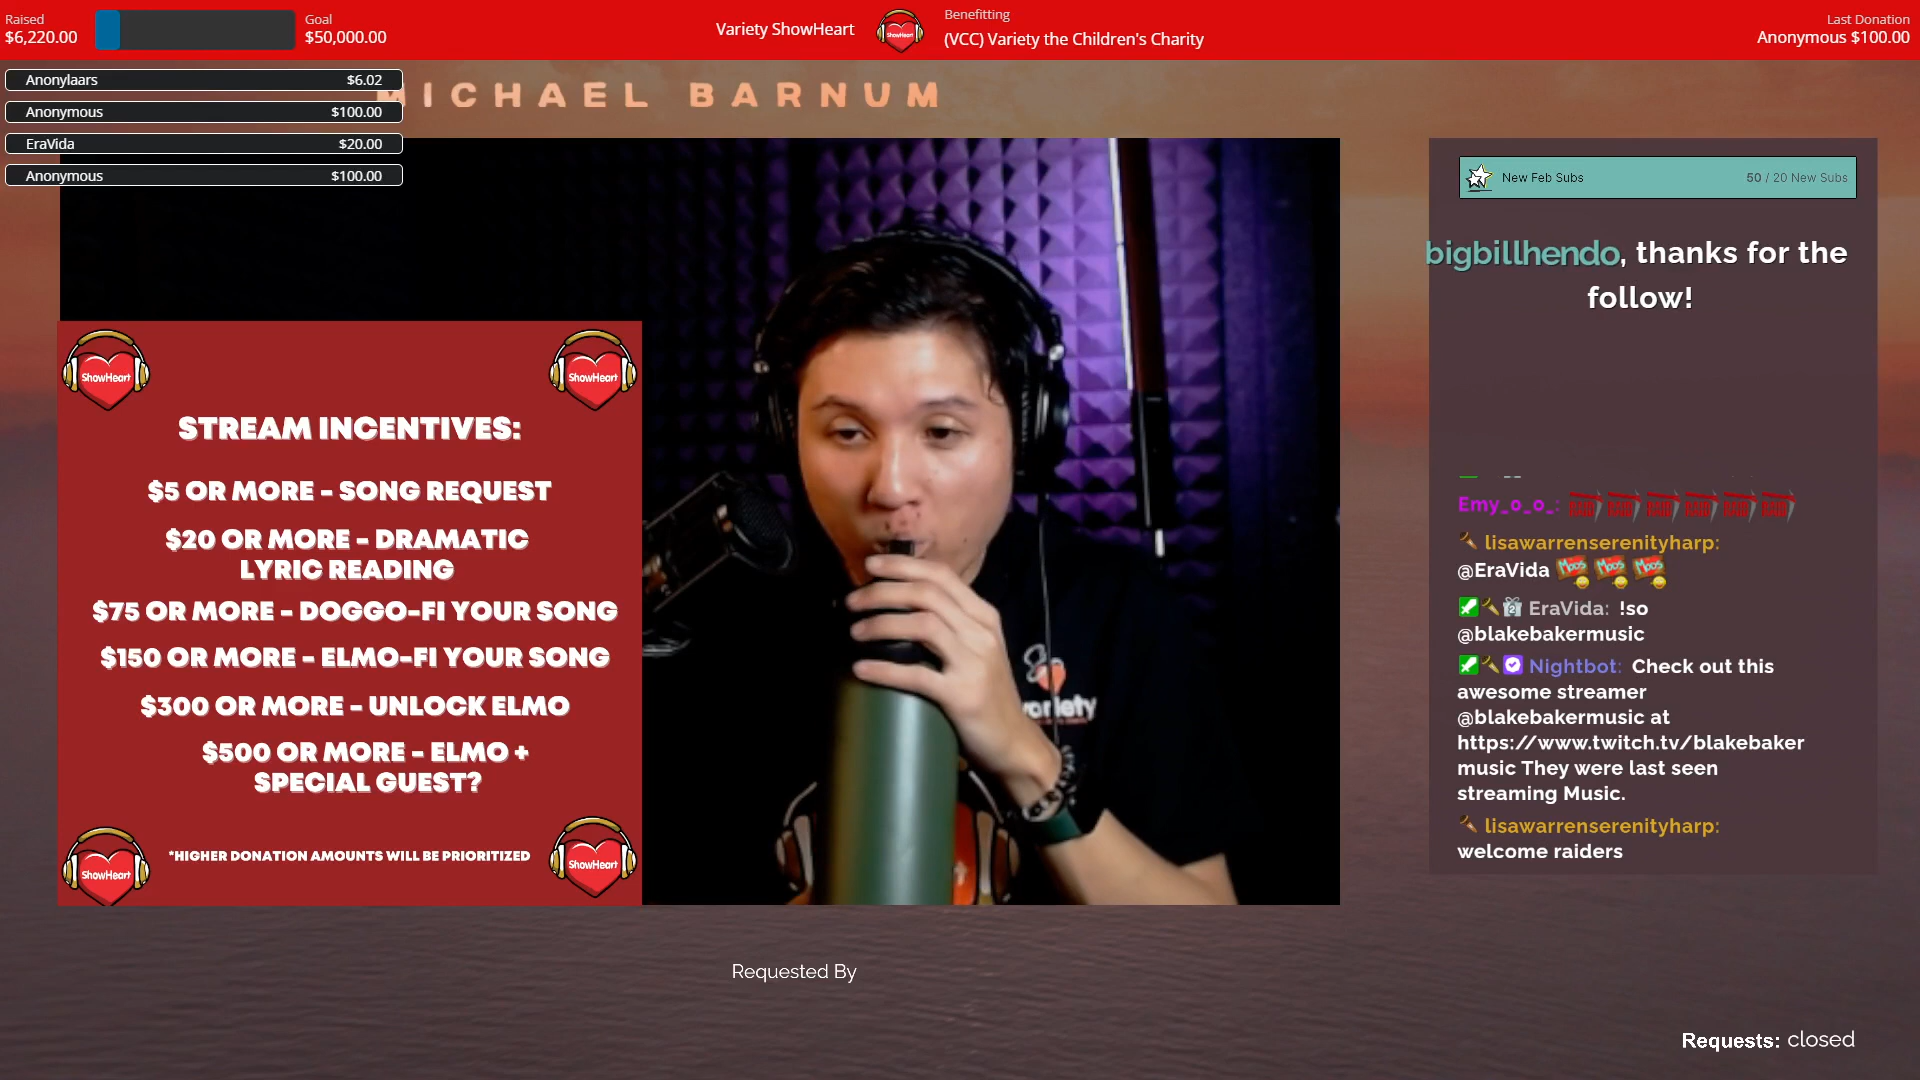 Raised
$6,220.00
Goal
$50,000.00
Variety ShowHeart
ShowHeart
Benefitting
(VCC) Variety the Children's Charity
Last Donation
Anonymous $100.00
Anonylaars $6.02
Anonymous $100.00
EraVida $20.00
Anonymous $100.00
MICHAEL BARNUM
ShowHeart
ShowHeart
STREAM INCENTIVES:
$5 OR MORE - SONG REQUEST
$20 OR MORE - DRAMATIC
LYRIC READING
$75 OR MORE - DOGGO-FI YOUR SONG
$150 OR MORE - ELMO-FI YOUR SONG
$300 OR MORE - UNLOCK ELMO
$500 OR MORE - ELMO +
SPECIAL GUEST?
*HIGHER DONATION AMOUNTS WILL BE PRIORITIZED
ShowHeart
ShowHeart
variety
New Feb Subs 50 / 20 New Subs
bigbillhendo, thanks for the
follow!
Emy_o_o_:
lisawarrenserenityharp:
@EraVida
EraVida: !so
@blakebakermusic
Nightbot: Check out this
awesome streamer
@blakebakermusic at
https://www.twitch.tv/blakebaker
music They were last seen
streaming Music.
lisawarrenserenityharp:
welcome raiders
Requested By
Requests: closed